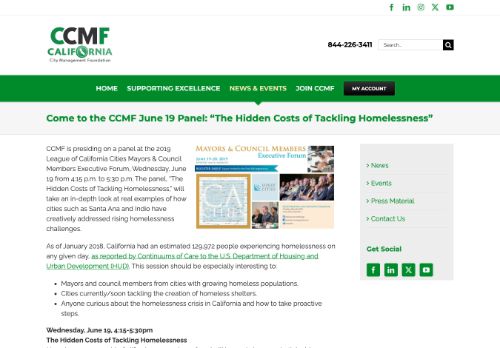 CCMF
CALIFORNIA
City Management Foundation
844-226-3411
Search...
HOME SUPPORTING EXCELLENCE NEWS & EVENTS JOIN CCMF MY ACCOUNT
Come to the CCMF June 19 Panel: “The Hidden Costs of Tackling Homelessness”
CCMF is presiding on a panel at the 2019
League of California Cities Mayors & Council
Members Executive Forum, Wednesday, June
19 from 4:15 p.m. to 5:30 p.m. The panel, “The
Hidden Costs of Tackling Homelessness,” will
take an in-depth look at real examples of how
cities such as Santa Ana and Indio have
creatively addressed rising homelessness
challenges.
MAYORS & COUNCIL MEMBERS
Executive Forum
CA
LEAGUE OF CALIFORNIA
CITIES
As of January 2018, California had an estimated 129,972 people experiencing homelessness on
any given day, as reported by Continuums of Care to the U.S. Department of Housing and
Urban Development (HUD). This session should be especially interesting to:
Mayors and council members from cities with growing homeless populations.
Cities currently/soon tackling the creation of homeless shelters.
Anyone curious about the homelessness crisis in California and how to take proactive
steps.
Wednesday, June 19, 4:15-5:30pm
The Hidden Costs of Tackling Homelessness
> News
> Events
> Press Material
> Contact Us
Get Social